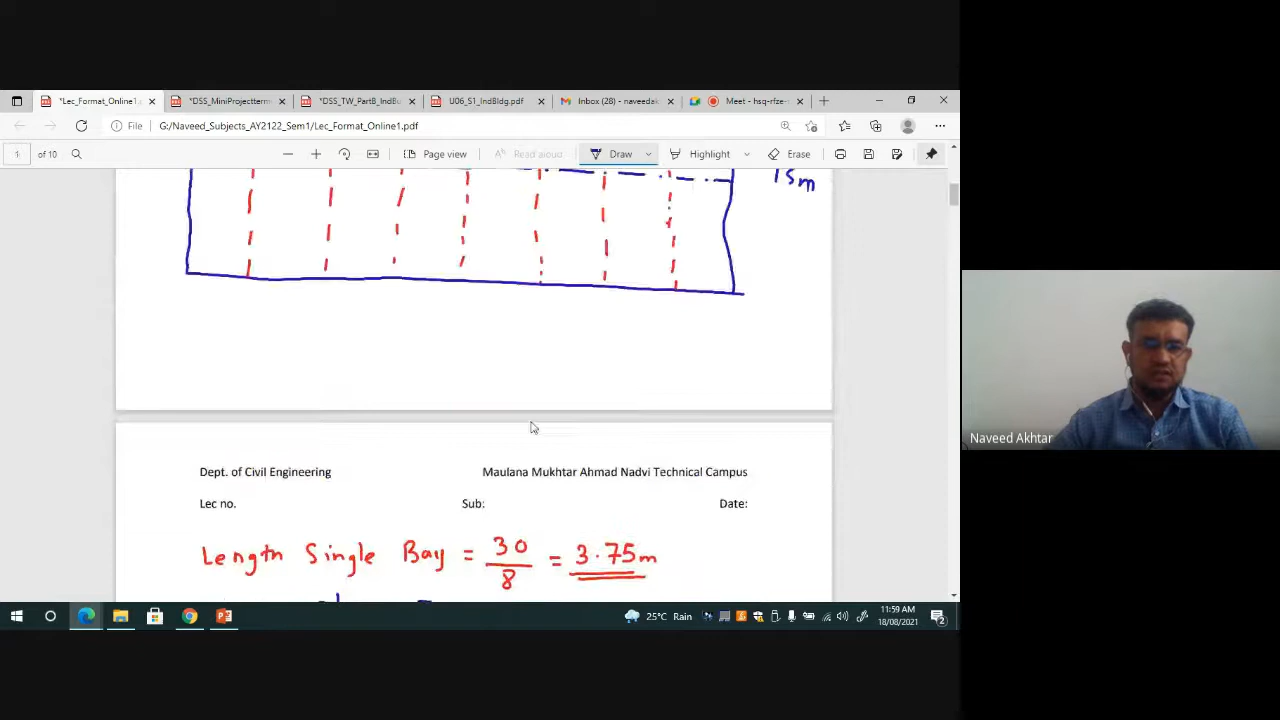 *Lec_Format_Online1.
*DSS_MiniProjectterm
*DSS_TW_PartB_IndBu
U06_S1_IndBldg.pdf
Inbox (28) - naveedak
Meet - hsq-rfze-
File
G:/Naveed_Subjects_AY2122_Sem1/Lec_Format_Online1.pdf
1 of 10
Page view
Read aloud
Draw
Highlight
Erase
15m
Dept. of Civil Engineering
Maulana Mukhtar Ahmad Nadvi Technical Campus
Lec no.
Sub:
Date:
Length Single Bay = 30/8 = 3.75m
Naveed Akhtar
25°C Rain
11:59 AM
18/08/2021
2